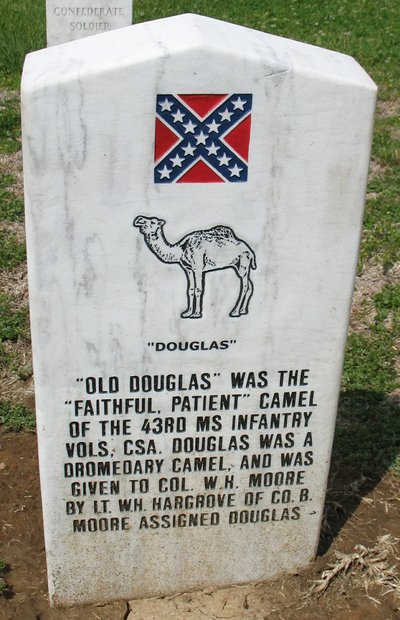 CONFEDERATE
SOLDIER
"DOUGLAS"
"OLD DOUGLAS" WAS THE
"FAITHFUL, PATIENT" CAMEL
OF THE 43RD MS INFANTRY
VOLS, CSA. DOUGLAS WAS A
DROMEDARY CAMEL, AND WAS
GIVEN TO COL. W.H. MOORE
BY LT. WH. HARGROVE OF CO. B.
MOORE ASSIGNED DOUGLAS